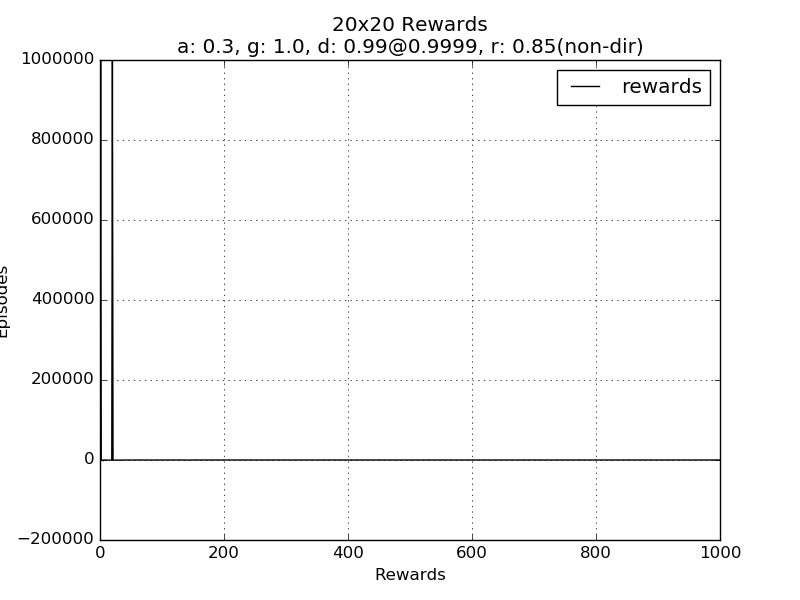 20x20 Rewards
a: 0.3, g: 1.0, d: 0.99@0.9999, r: 0.85(non-dir)
1000000
rewards
800000
600000
400000
Episodes
200000
0
−200000
0 200 400 600 800 1000
Rewards